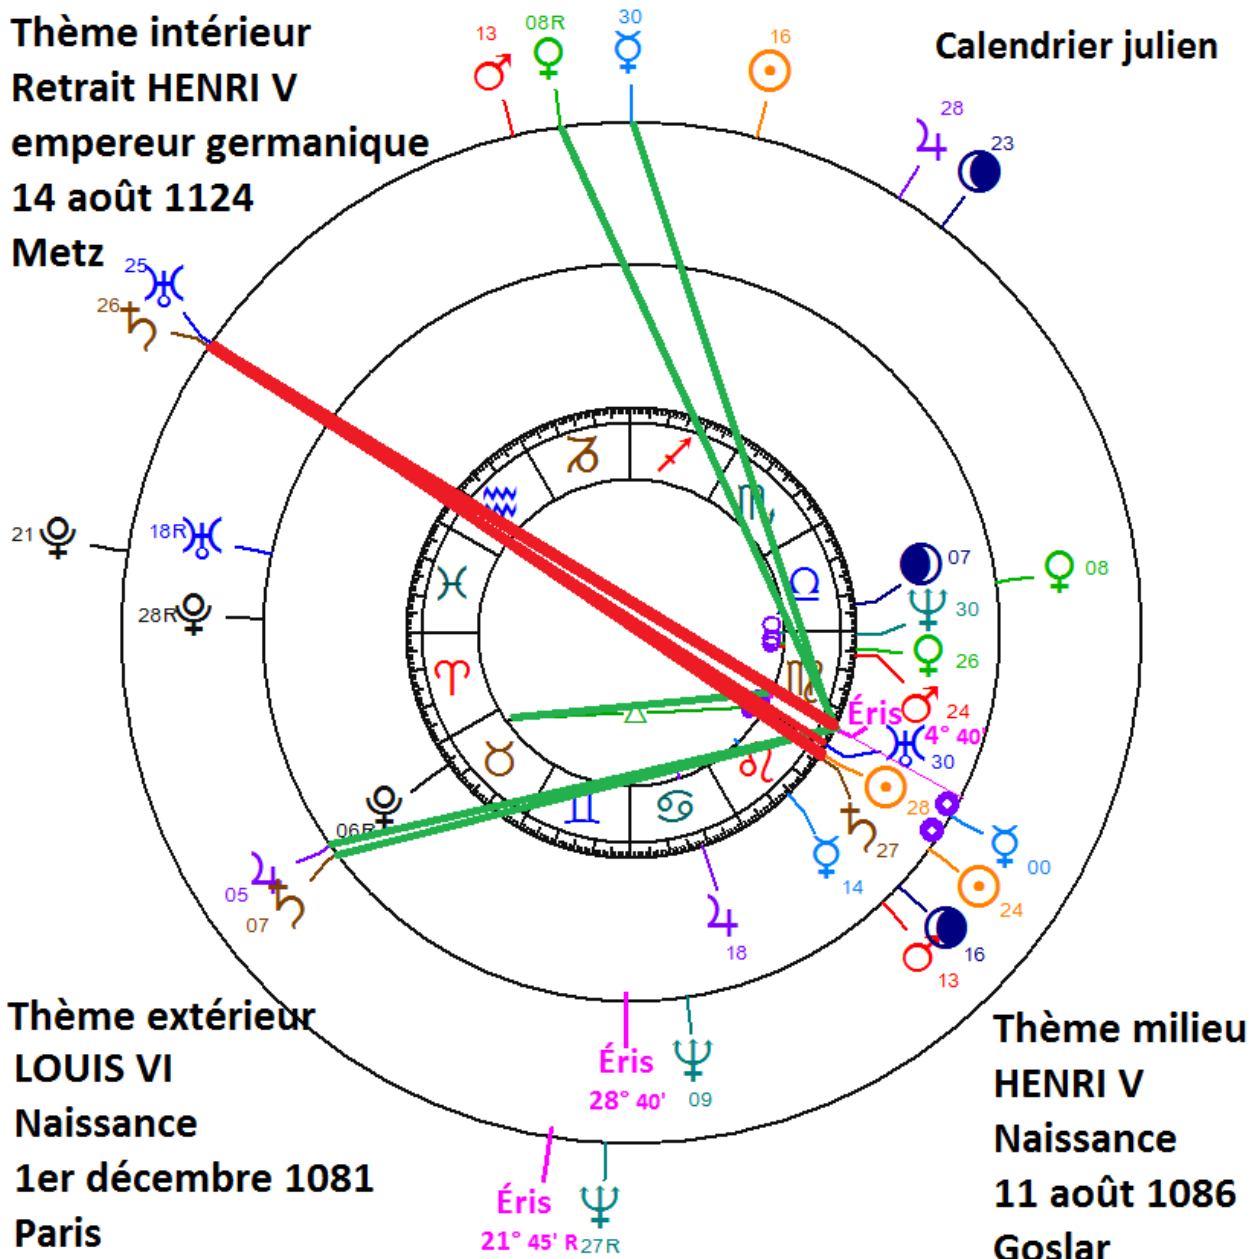 Thème intérieur
Retrait HENRI V
empereur germanique
14 août 1124
Metz
Calendrier julien
13
08R
30
16
28
23
25
26
21
18R
28R
07
30
26
24
08
Éris
4° 40'
30
28
27
14
00
24
16
13
18
06R
05
07
Éris
28° 40'
09
Éris
21° 45' R
27R
Thème extérieur
LOUIS VI
Naissance
1er décembre 1081
Paris
Thème milieu
HENRI V
Naissance
11 août 1086
Goslar